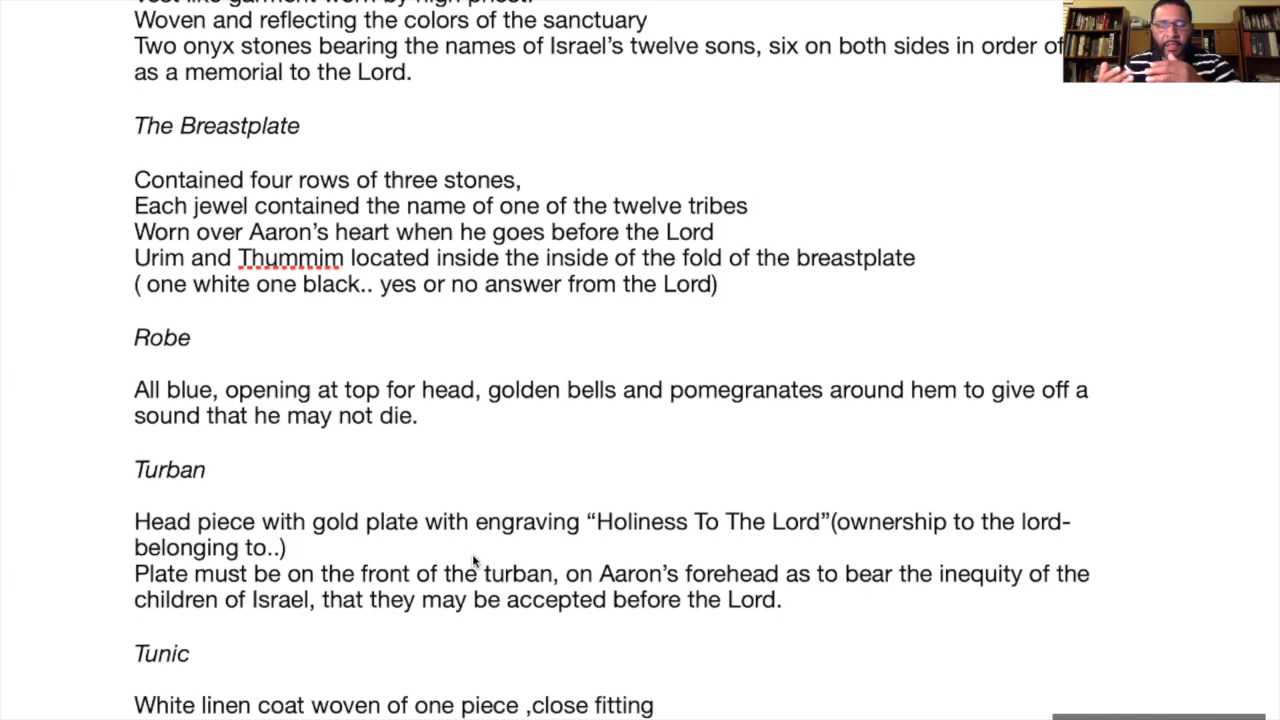 Vest like garment worn by high priest.
Woven and reflecting the colors of the sanctuary
Two onyx stones bearing the names of Israel’s twelve sons, six on both sides in order of
as a memorial to the Lord.
The Breastplate
Contained four rows of three stones,
Each jewel contained the name of one of the twelve tribes
Worn over Aaron’s heart when he goes before the Lord
Urim and Thummim located inside the inside of the fold of the breastplate
( one white one black.. yes or no answer from the Lord)
Robe
All blue, opening at top for head, golden bells and pomegranates around hem to give off a
sound that he may not die.
Turban
Head piece with gold plate with engraving “Holiness To The Lord”(ownership to the lord-
belonging to..)
Plate must be on the front of the turban, on Aaron’s forehead as to bear the inequity of the
children of Israel, that they may be accepted before the Lord.
Tunic
White linen coat woven of one piece ,close fitting